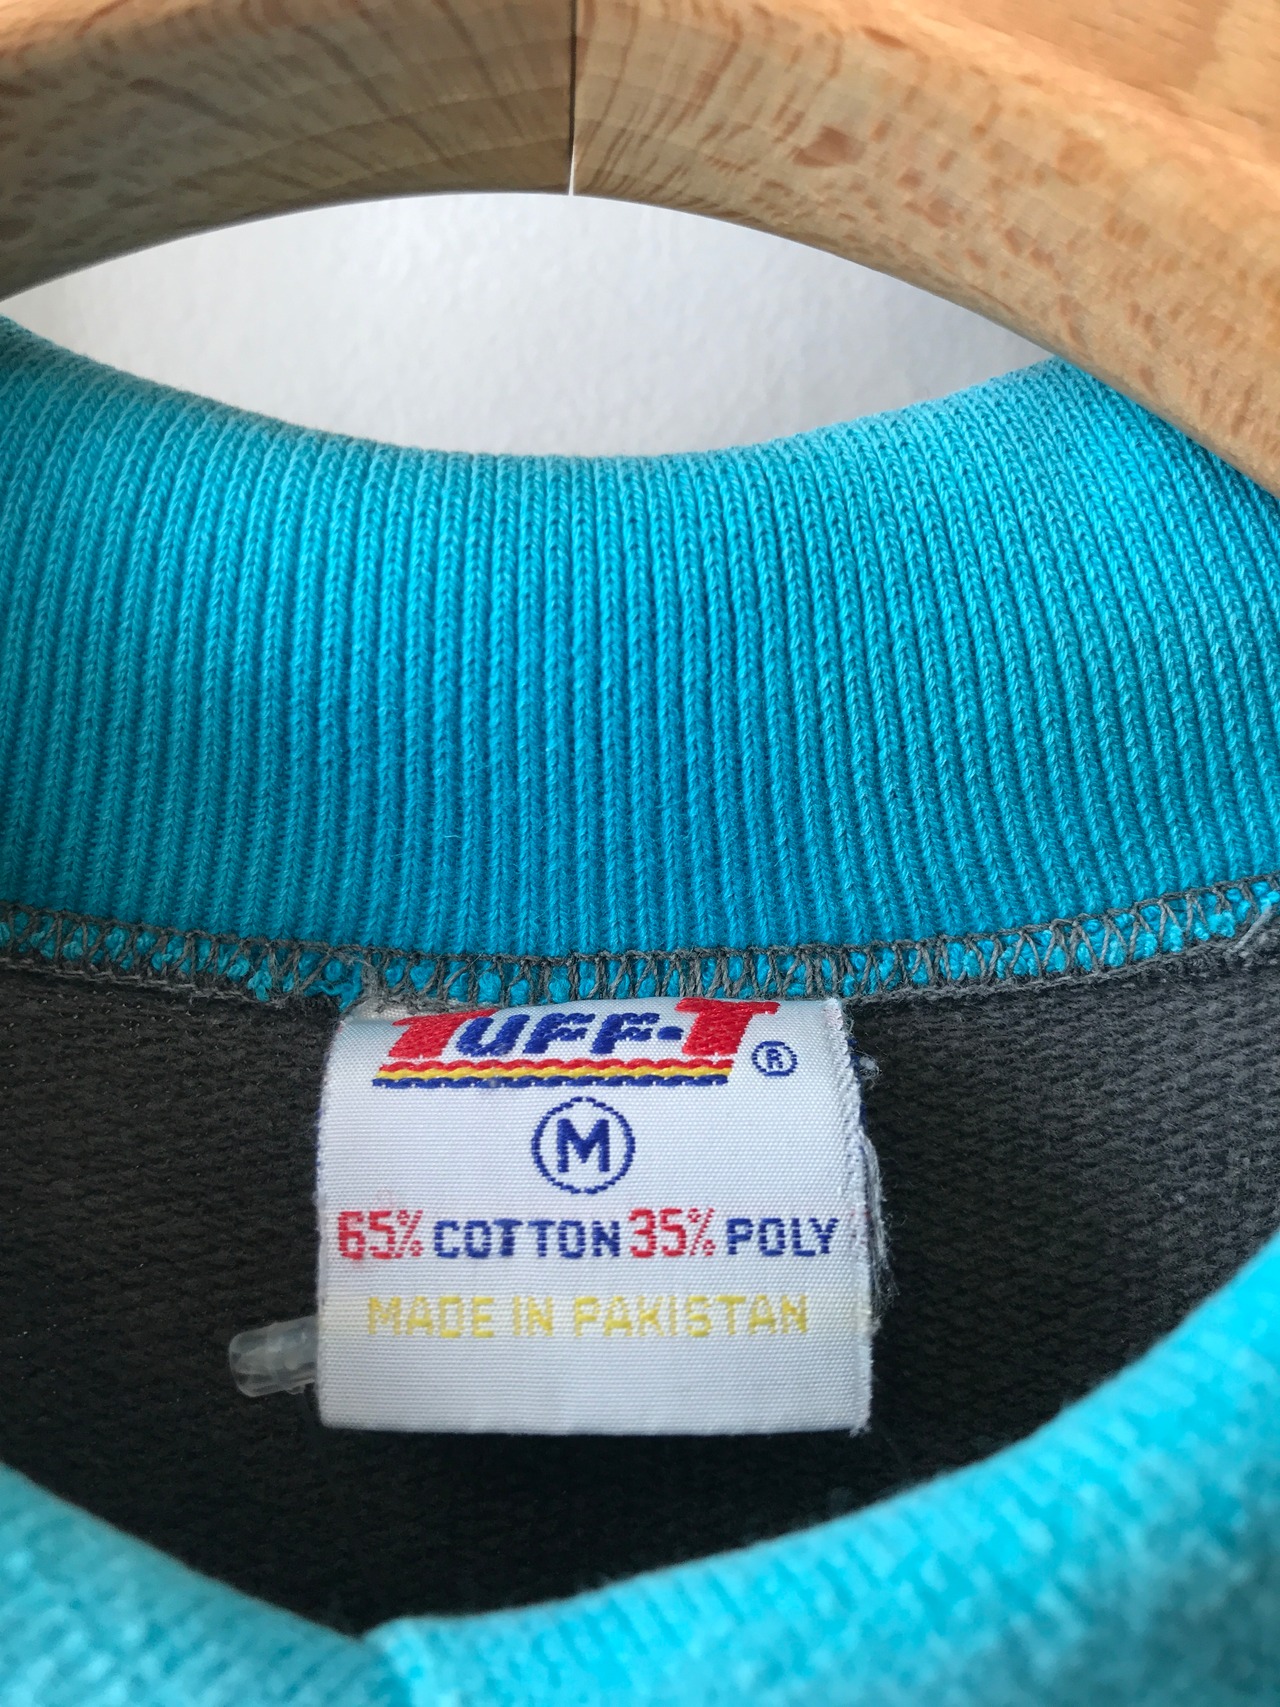 TUFF-T ®
M
65% COTTON 35% POLY
MADE IN PAKISTAN